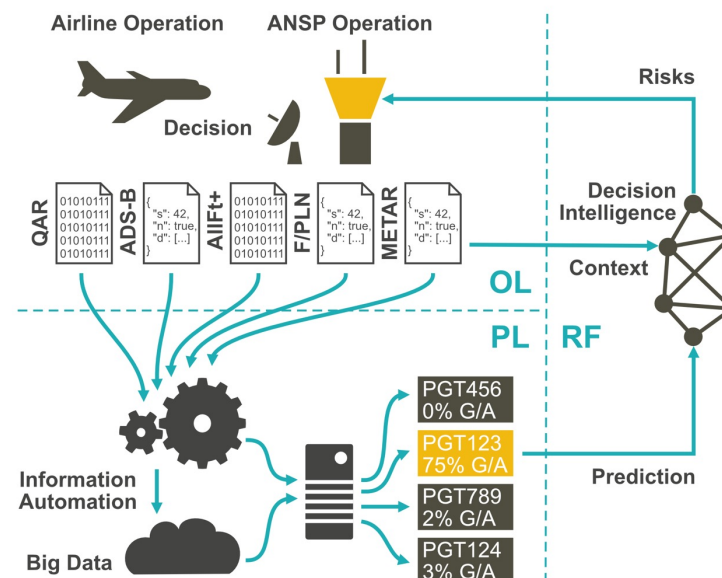 Airline Operation
ANSP Operation
Risks
Decision
QAR
01010111
01010111
01010111
01010111
01010111
ADS-B
{
"s": 42,
"n": true,
"d": [...]
}
AllFt+
01010111
01010111
01010111
01010111
01010111
F/PLN
{
"s": 42,
"n": true,
"d": [...]
}
METAR
{
"s": 42,
"n": true,
"d": [...]
}
Decision
Intelligence
Context
OL
PL
RF
PGT456
0% G/A
PGT123
75% G/A
PGT789
2% G/A
PGT124
3% G/A
Prediction
Information
Automation
Big Data